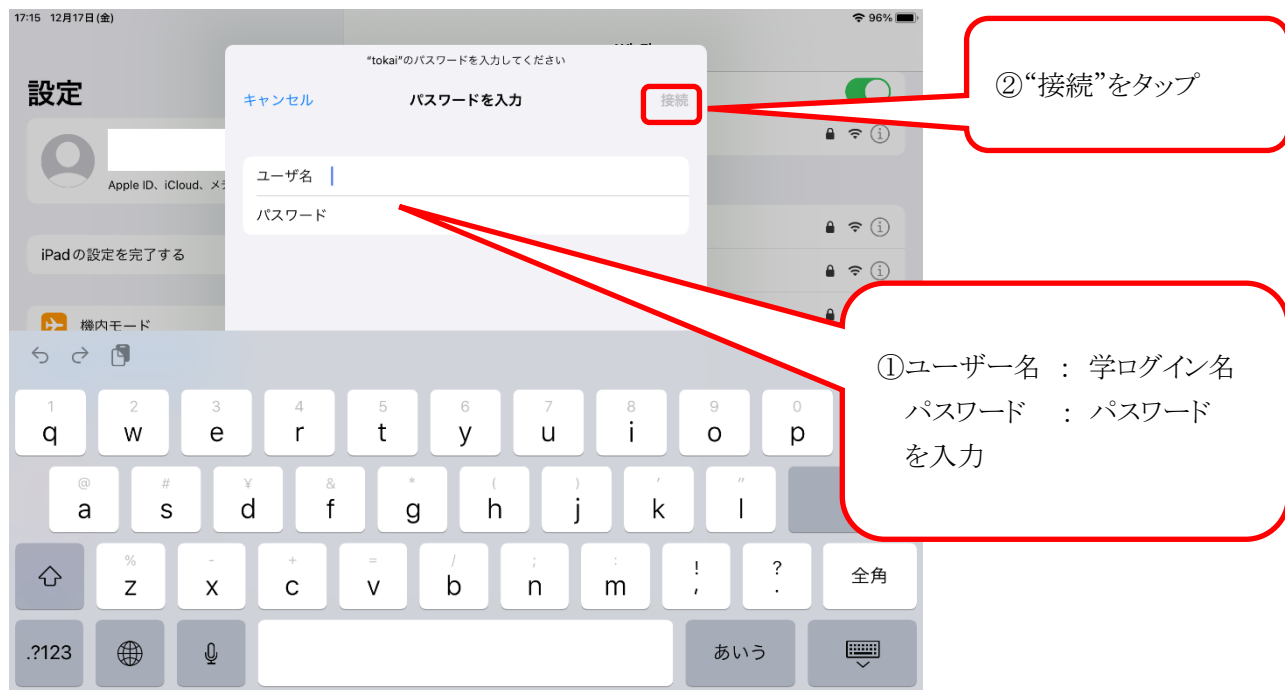 17:15 12月17日(金)
96%
"tokai"のパスワードを入力してください
キャンセル
パスワードを入力
接続
設定
Apple ID、iCloud、メ
ユーザ名
パスワード
iPadの設定を完了する
機内モード
②“接続”をタップ
①ユーザー名 : 学ログイン名
パスワード : パスワード
を入力
1 2 3 4 5 6 7 8 9 0
q w e r t y u i o p
@ # ¥ & * ( ) ' "
a s d f g h j k l
% - + = / ; : ! ?
z x c v b n m , . 全角
.?123 あいう